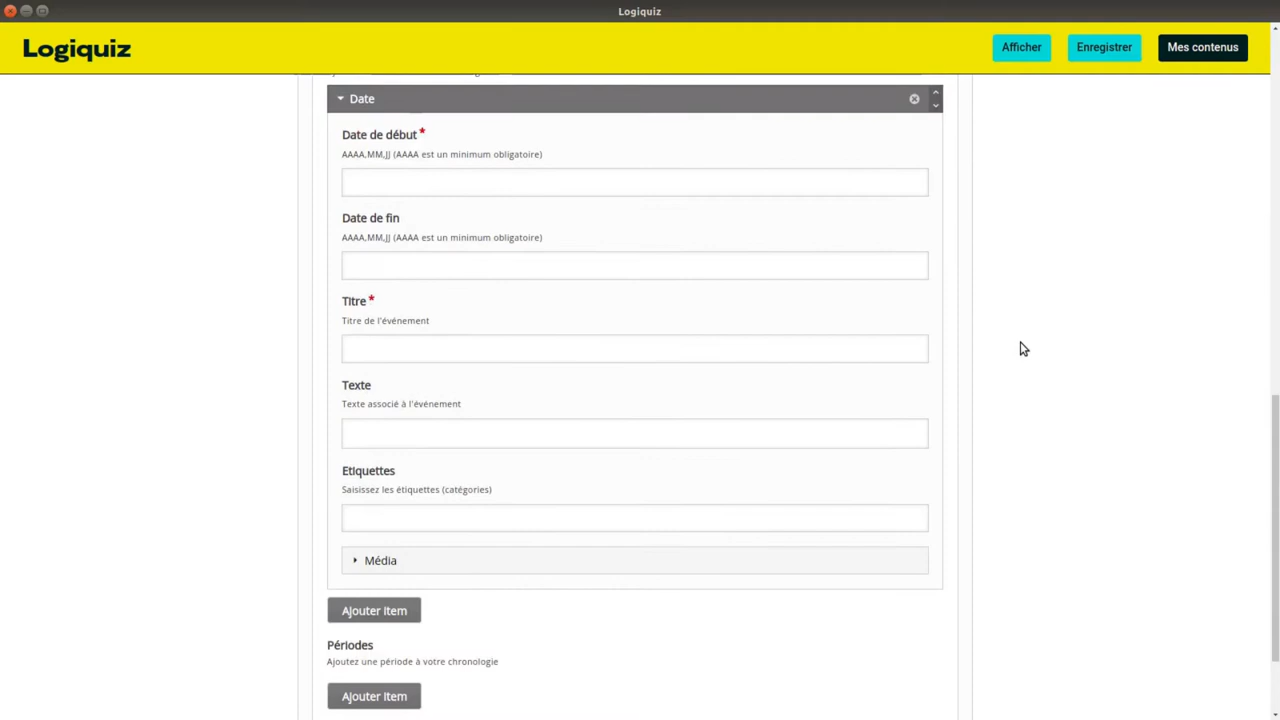 Logiquiz
Logiquiz
Afficher
Enregistrer
Mes contenus
Date
Date de début *
AAAA,MM,JJ (AAAA est un minimum obligatoire)
Date de fin
AAAA,MM,JJ (AAAA est un minimum obligatoire)
Titre *
Titre de l'événement
Texte
Texte associé à l'événement
Etiquettes
Saisissez les étiquettes (catégories)
Média
Ajouter Item
Périodes
Ajoutez une période à votre chronologie
Ajouter Item